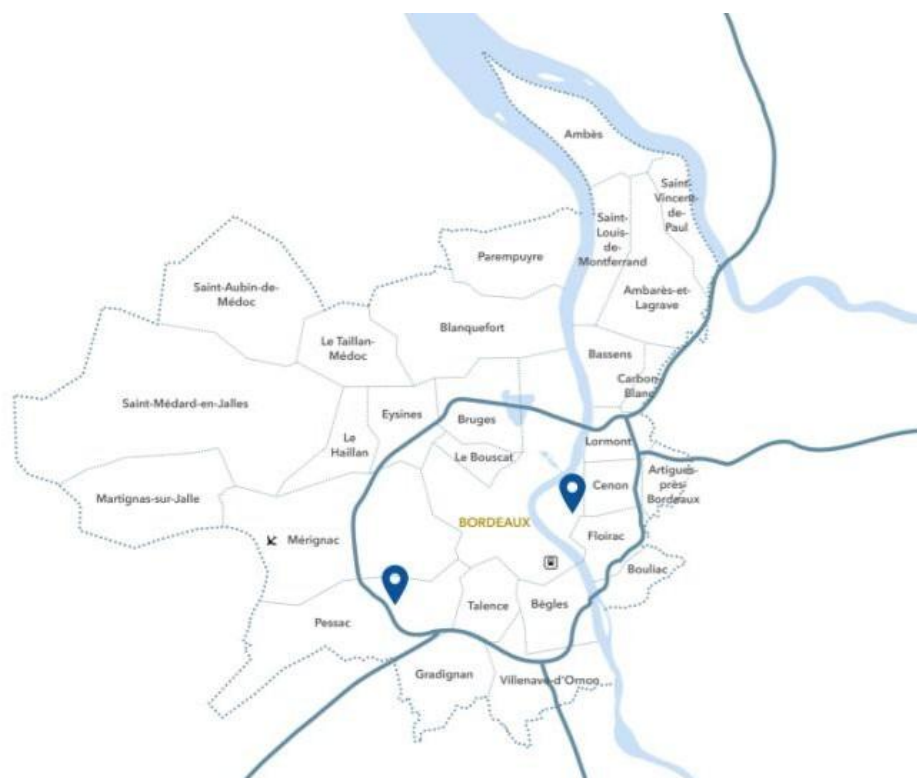 Ambès
Saint-
Vincent-
de-
Paul
Saint-
Louis-
de-
Montferrand
Parempuyre
Saint-Aubin-de-
Médoc
Ambarès-et-
Lagrave
Blanquefort
Le Taillan-
Médoc
Bassens
Carbon-
Blanc
Saint-Médard-en-Jalles
Eysines
Bruges
Le
Haillan
Le Bouscat
Lormont
Artigues-
près-
Bordeaux
Cenon
Martignas-sur-Jalle
BORDEAUX
Mérignac
Floirac
Bouliac
Pessac
Talence
Bègles
Gradignan
Villenave-d'Ornon